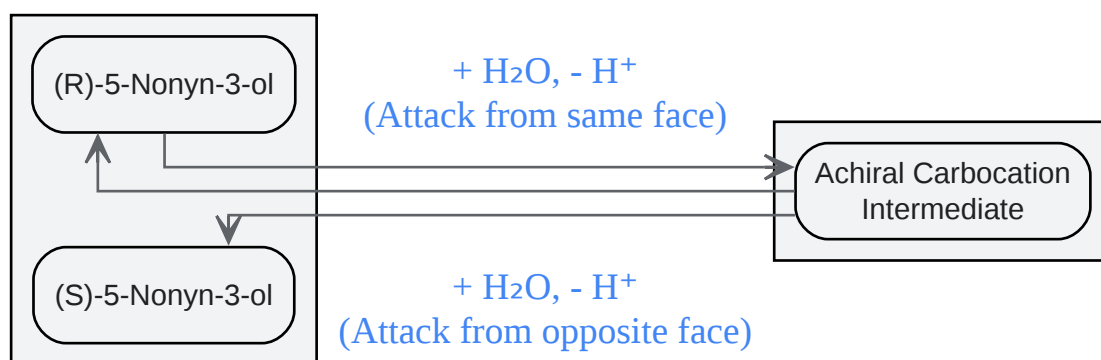 (R)-5-Nonyn-3-ol
+ H₂O, - H⁺
(Attack from same face)
Achiral Carbocation
Intermediate
(S)-5-Nonyn-3-ol
+ H₂O, - H⁺
(Attack from opposite face)